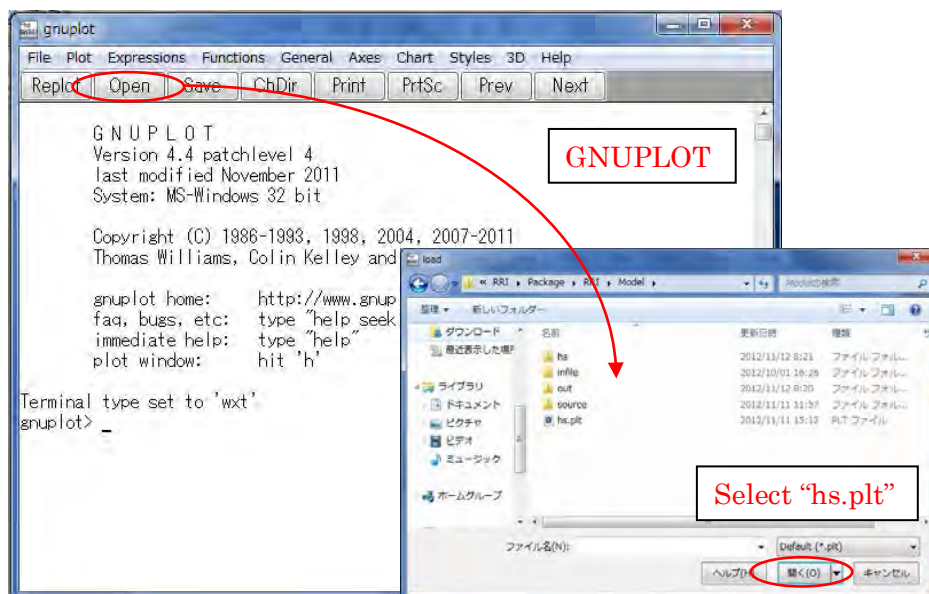 gnuplot
File Plot Expressions Functions General Axes Chart Styles 3D Help
Replot Open Save ChDir Print PrtSc Prev Next
G N U P L O T
Version 4.4 patchlevel 4
last modified November 2011
System: MS-Windows 32 bit
Copyright (C) 1986-1993, 1998, 2004, 2007-2011
Thomas Williams, Colin Kelley and
gnuplot home: http://www.gnup
faq, bugs, etc: type "help seek
immediate help: type "help"
plot window: hit 'h'
Terminal type set to 'wxt'
gnuplot> _
GNUPLOT
load
« RRI ▸ Package ▸ RRI ▸ Model ▸
整理 新しいフォルダー
ダウンロード
最近表示した場所
ライブラリ
ドキュメント
ピクチャ
ビデオ
ミュージック
ホームグループ
名前 更新日時 種類
hs 2012/11/12 8:21 ファイル フォル...
infile 2012/10/01 16:26 ファイル フォル...
out 2012/11/12 8:20 ファイル フォル...
source 2012/11/11 11:57 ファイル フォル...
hs.plt 2012/11/11 15:12 PLT ファイル
Select “hs.plt”
ファイル名(N): Default (*.plt)
ヘルプ(H) 開く(O) キャンセル